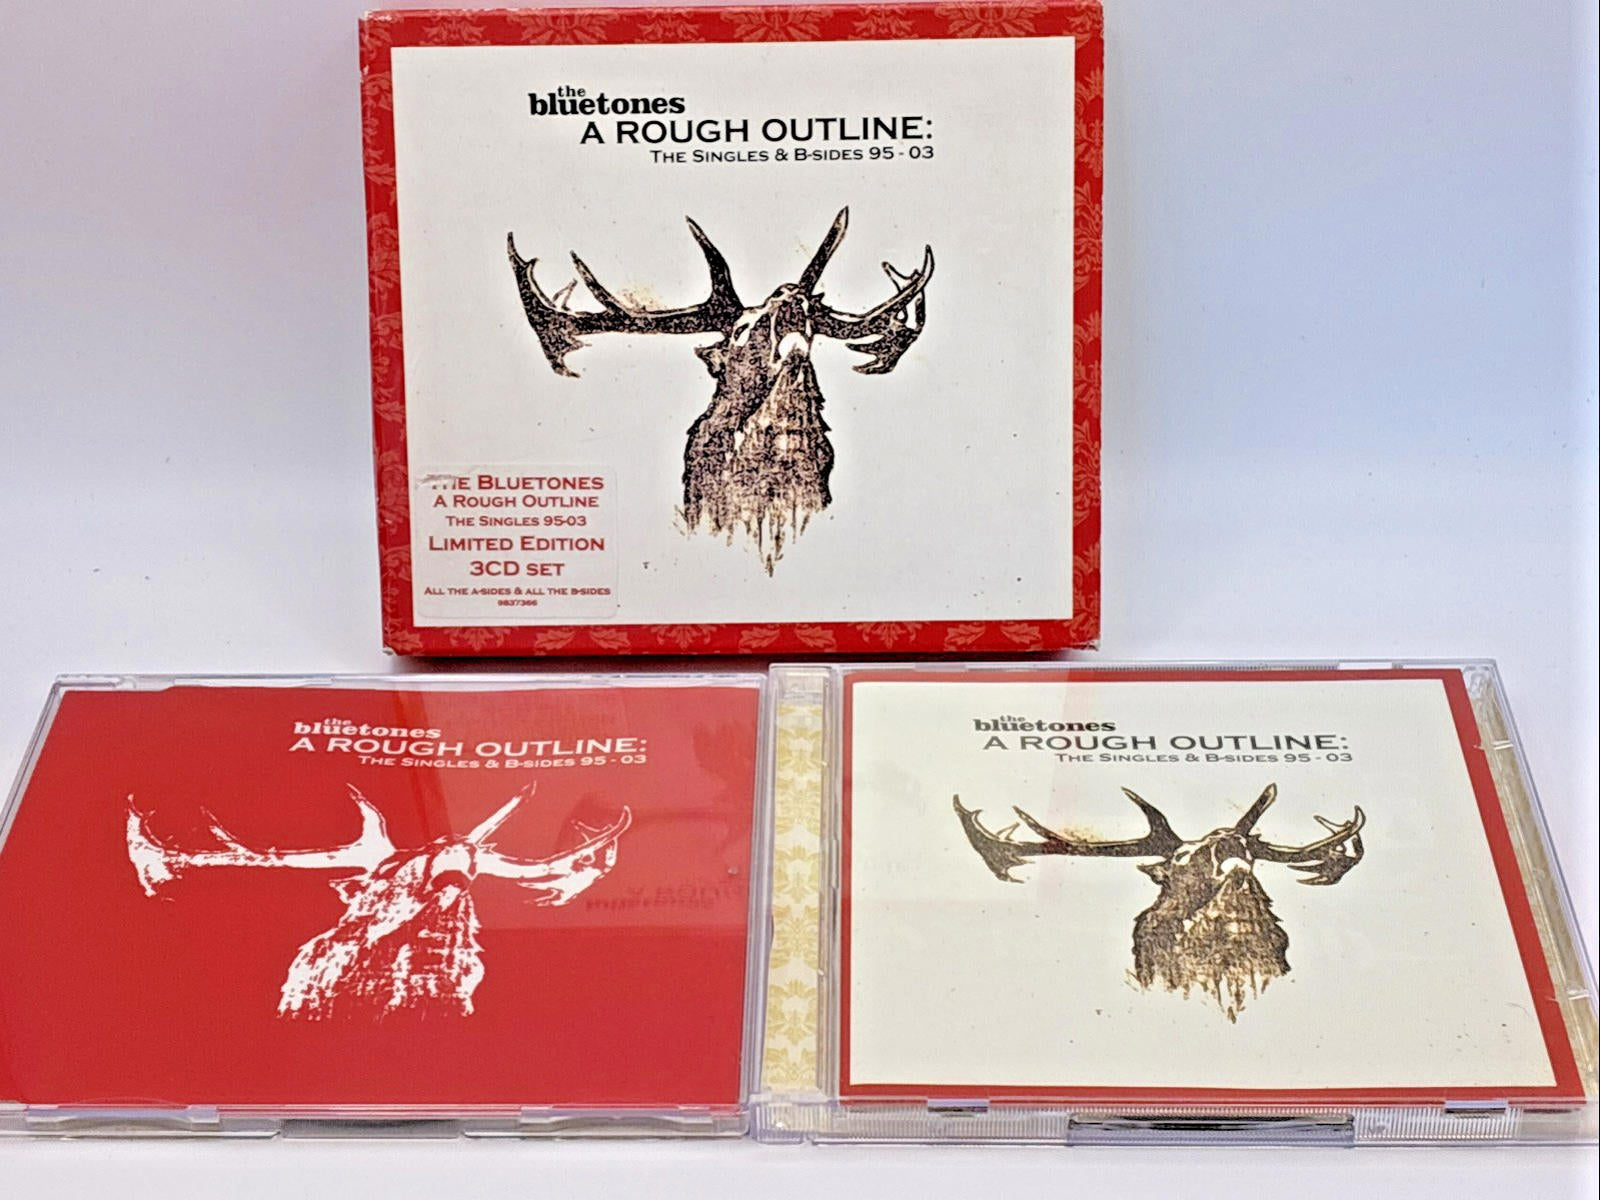 the
bluetones
A ROUGH OUTLINE:
THE SINGLES & B-SIDES 95 - 03
THE BLUETONES
A ROUGH OUTLINE
THE SINGLES 95-03
LIMITED EDITION
3CD SET
ALL THE A-SIDES & ALL THE B-SIDES
9837366
the
bluetones
A ROUGH OUTLINE:
THE SINGLES & B-SIDES 95 - 03
the
bluetones
A ROUGH OUTLINE:
THE SINGLES & B-SIDES 95 - 03